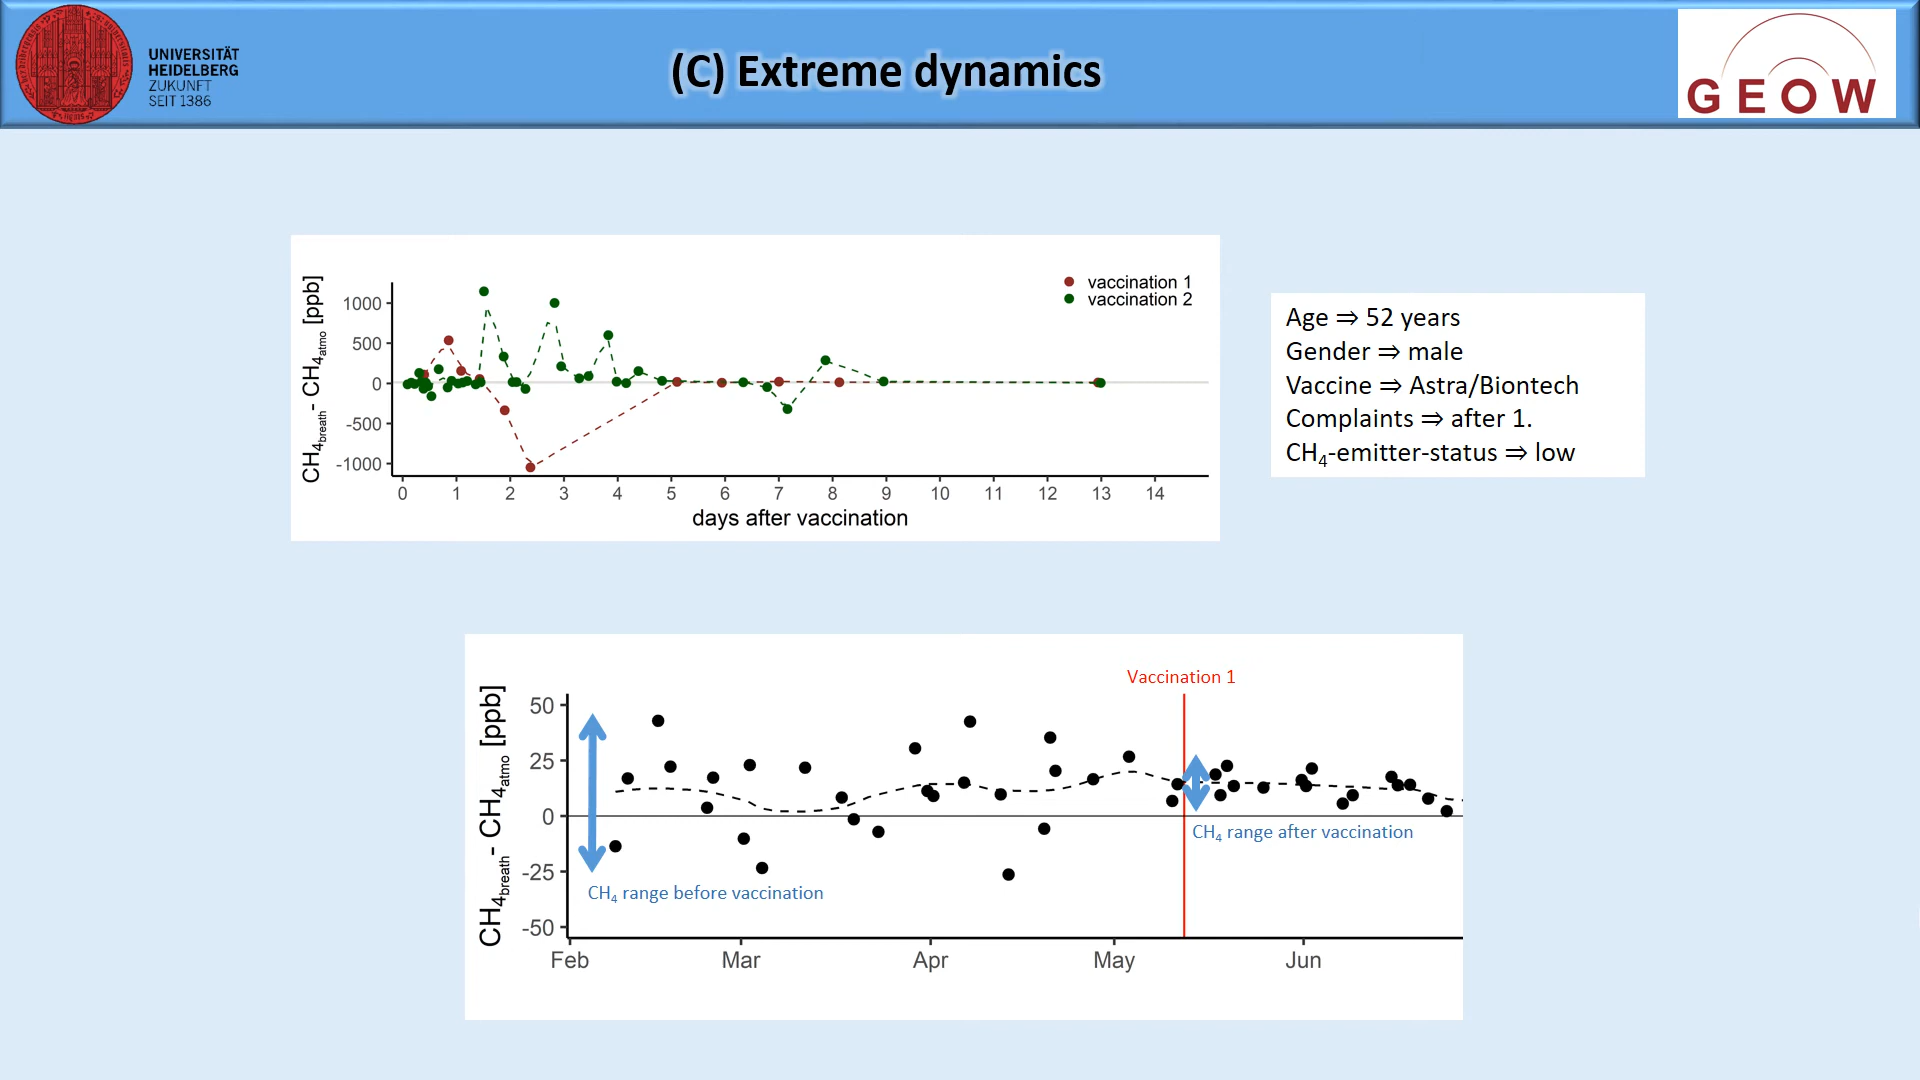 UNIVERSITÄT
HEIDELBERG
ZUKUNFT
SEIT 1386
(C) Extreme dynamics
GEOW
CH4breath- CH4atmo [ppb]
1000
500
0
-500
-1000
vaccination 1
vaccination 2
0 1 2 3 4 5 6 7 8 9 10 11 12 13 14
days after vaccination
Age ⇒ 52 years
Gender ⇒ male
Vaccine ⇒ Astra/Biontech
Complaints ⇒ after 1.
CH4-emitter-status ⇒ low
CH4breath- CH4atmo [ppb]
50
25
0
-25
-50
Vaccination 1
CH4 range after vaccination
CH4 range before vaccination
Feb Mar Apr May Jun